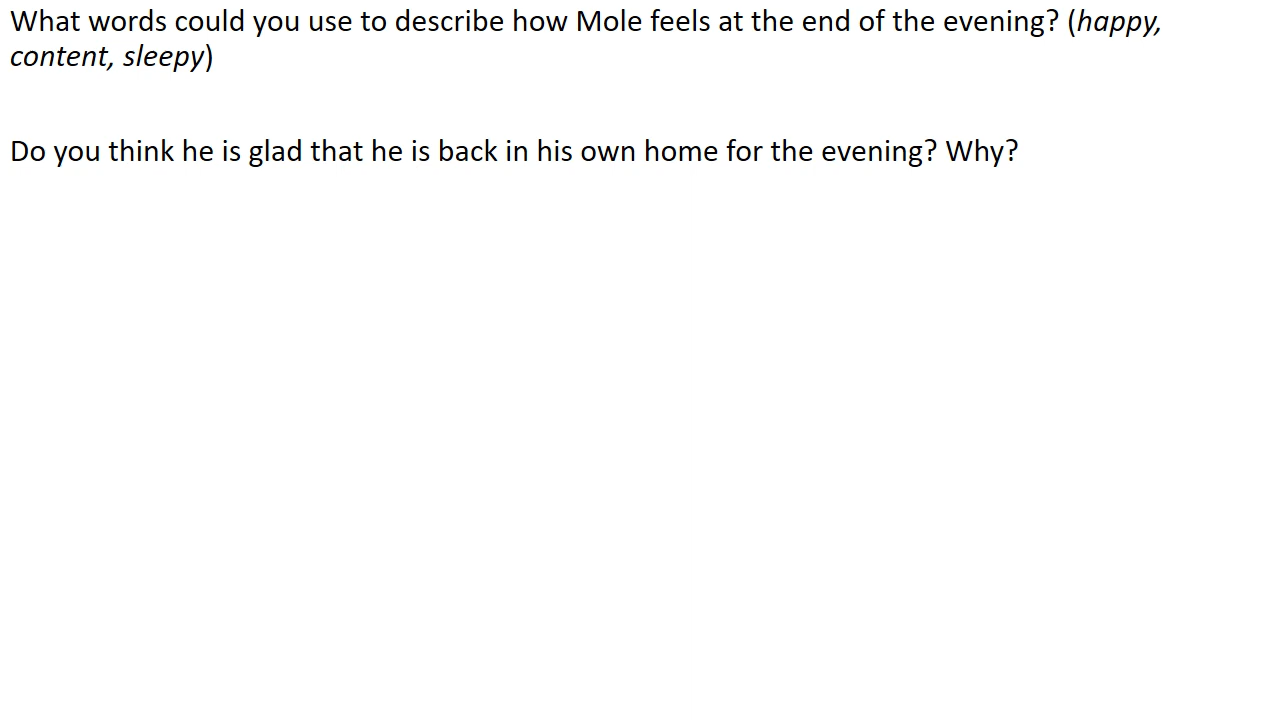 What words could you use to describe how Mole feels at the end of the evening? (happy,
content, sleepy)
Do you think he is glad that he is back in his own home for the evening? Why?